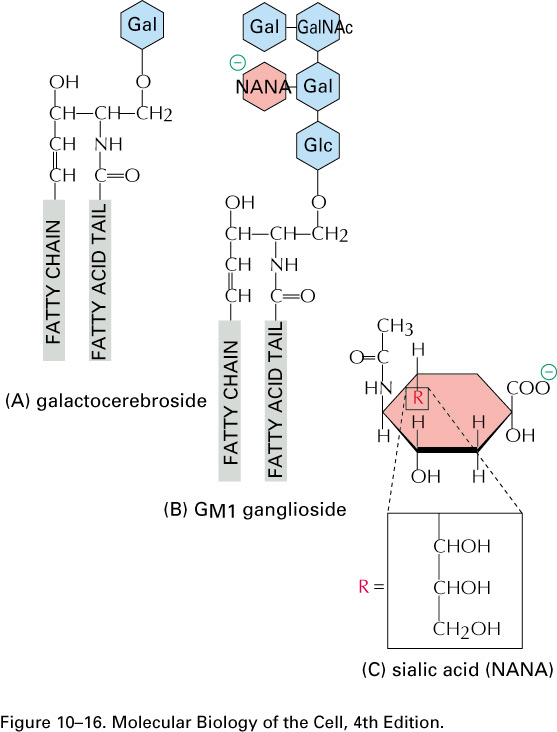 Gal
OH
O
CH—CH—CH2
CH
NH
CH
C=O
FATTY CHAIN
FATTY ACID TAIL
(A) galactocerebroside
Gal
GalNAc
−
NANA
Gal
Glc
OH
O
CH—CH—CH2
CH
NH
CH
C=O
FATTY CHAIN
FATTY ACID TAIL
(B) GM1 ganglioside
CH3
O=C
H
HN
R
COO
−
H
H
H
OH
OH
H
R =
CHOH
CHOH
CH2OH
(C) sialic acid (NANA)
Figure 10–16. Molecular Biology of the Cell, 4th Edition.